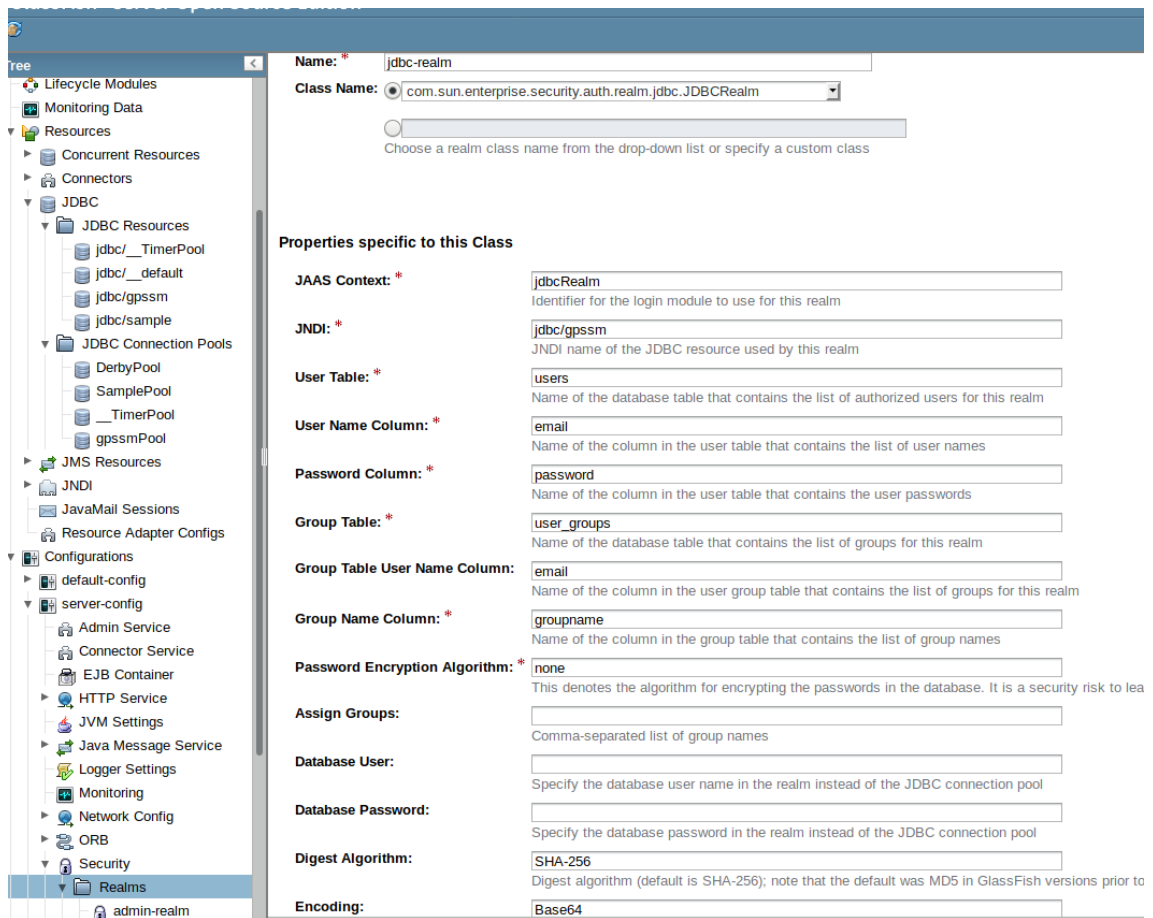 Tree
Lifecycle Modules
Monitoring Data
Resources
Concurrent Resources
Connectors
JDBC
JDBC Resources
jdbc/__TimerPool
jdbc/__default
jdbc/gpssm
jdbc/sample
JDBC Connection Pools
DerbyPool
SamplePool
__TimerPool
gpssmPool
JMS Resources
JNDI
JavaMail Sessions
Resource Adapter Configs
Configurations
default-config
server-config
Admin Service
Connector Service
EJB Container
HTTP Service
JVM Settings
Java Message Service
Logger Settings
Monitoring
Network Config
ORB
Security
Realms
admin-realm
Name: * jdbc-realm
Class Name: com.sun.enterprise.security.auth.realm.jdbc.JDBCRealm
Choose a realm class name from the drop-down list or specify a custom class
Properties specific to this Class
JAAS Context: * jdbcRealm
Identifier for the login module to use for this realm
JNDI: * jdbc/gpssm
JNDI name of the JDBC resource used by this realm
User Table: * users
Name of the database table that contains the list of authorized users for this realm
User Name Column: * email
Name of the column in the user table that contains the list of user names
Password Column: * password
Name of the column in the user table that contains the user passwords
Group Table: * user_groups
Name of the database table that contains the list of groups for this realm
Group Table User Name Column: email
Name of the column in the user group table that contains the list of groups for this realm
Group Name Column: * groupname
Name of the column in the group table that contains the list of group names
Password Encryption Algorithm: * none
This denotes the algorithm for encrypting the passwords in the database. It is a security risk to lea
Assign Groups:
Comma-separated list of group names
Database User:
Specify the database user name in the realm instead of the JDBC connection pool
Database Password:
Specify the database password in the realm instead of the JDBC connection pool
Digest Algorithm: SHA-256
Digest algorithm (default is SHA-256); note that the default was MD5 in GlassFish versions prior to
Encoding: Base64